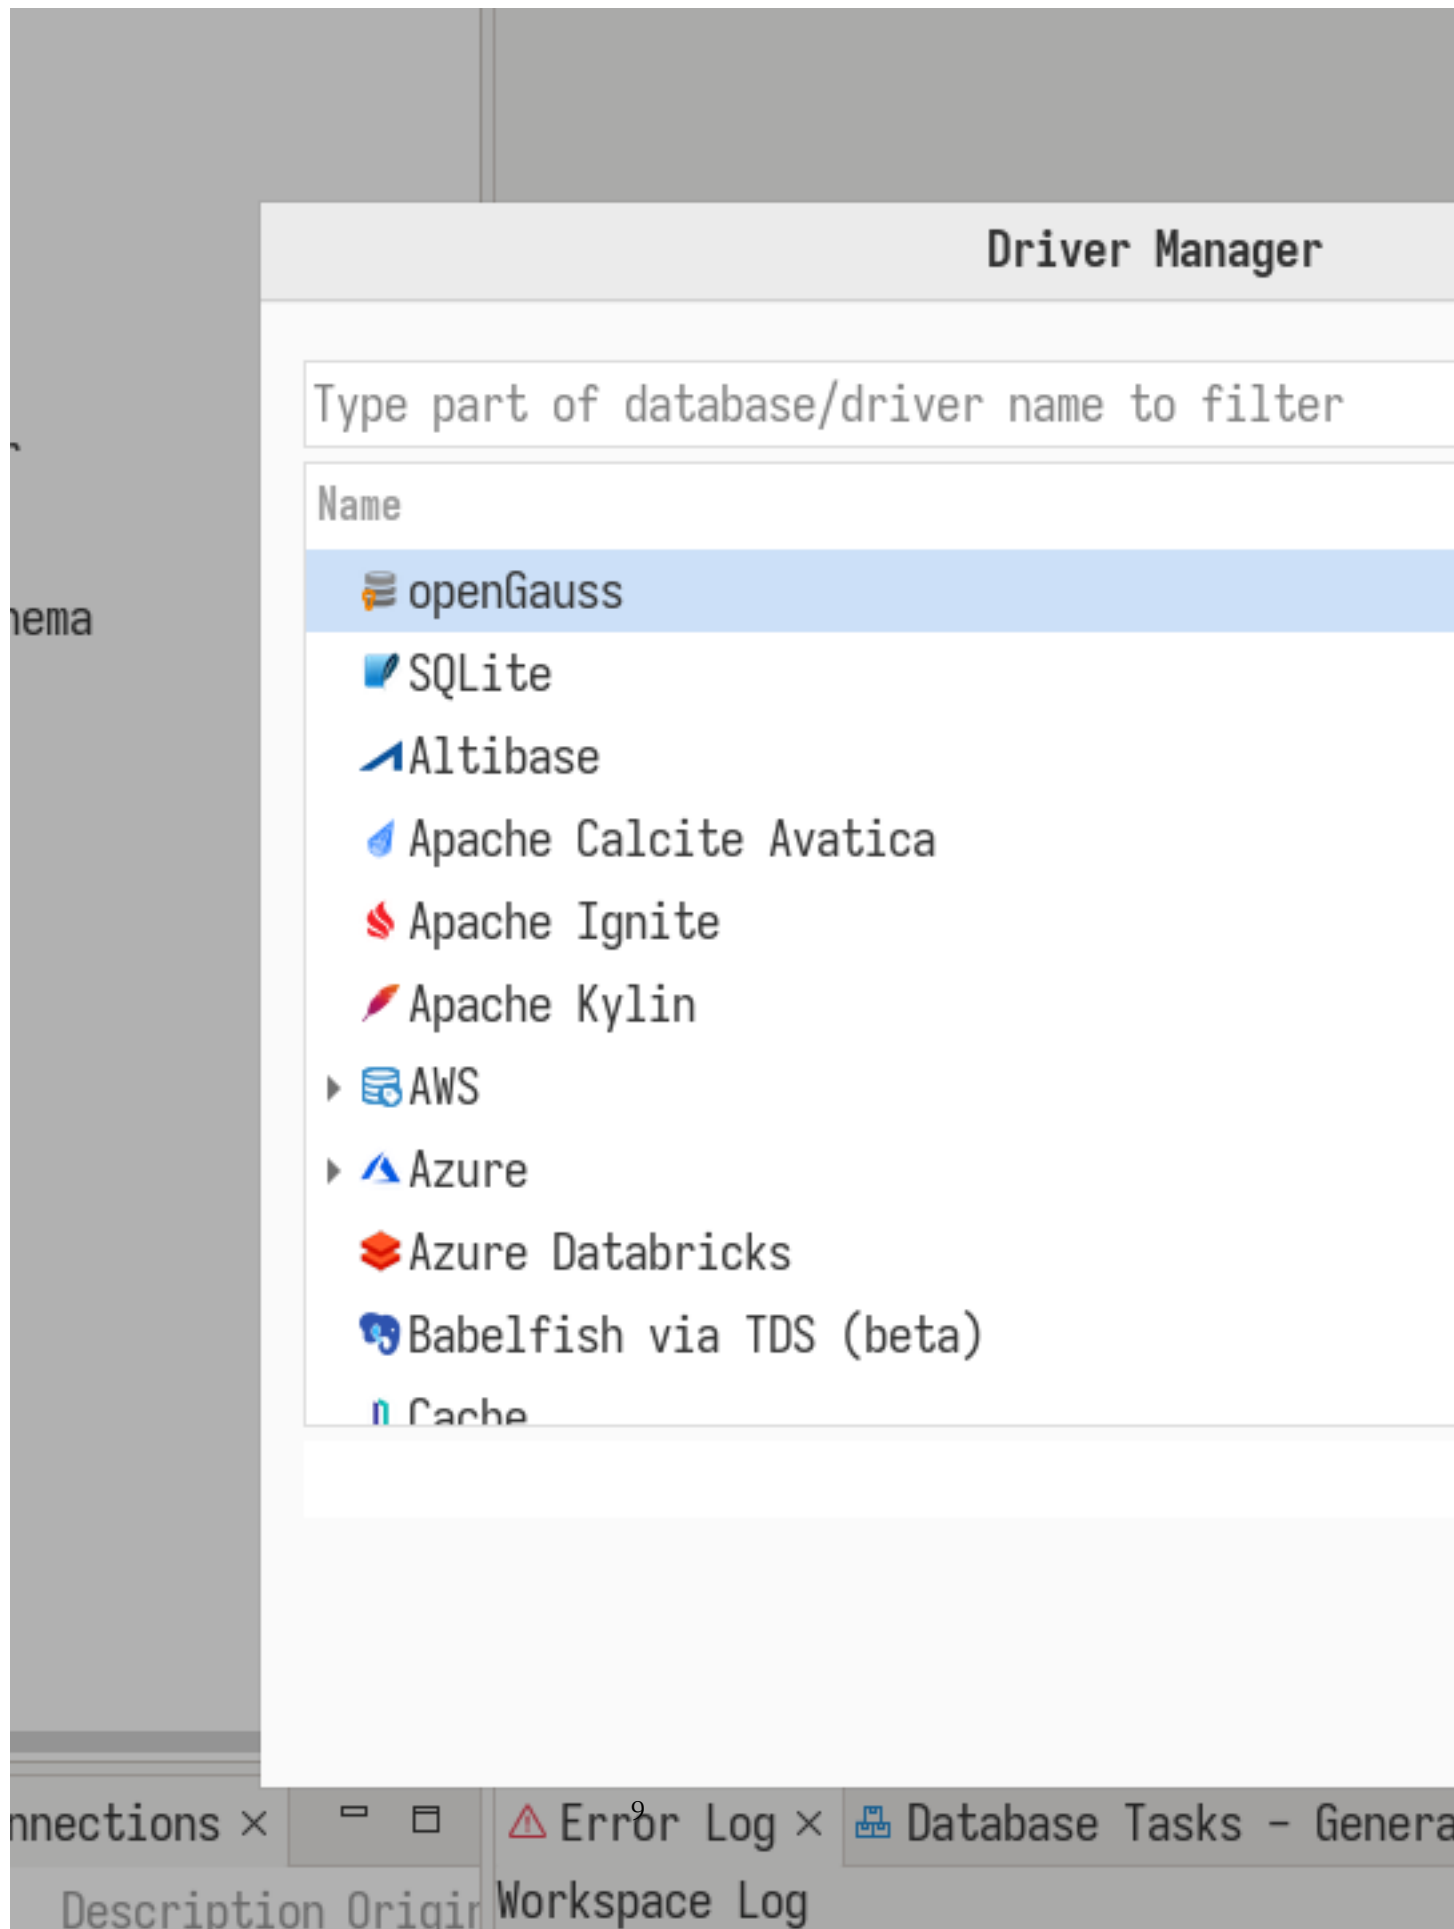 Driver Manager
Type part of database/driver name to filter
Name
openGauss
SQLite
Altibase
Apache Calcite Avatica
Apache Ignite
Apache Kylin
AWS
Azure
Azure Databricks
Babelfish via TDS (beta)
Cache
hema
nnections
Error Log
Database Tasks - Genera
9
Description Origin
Workspace Log